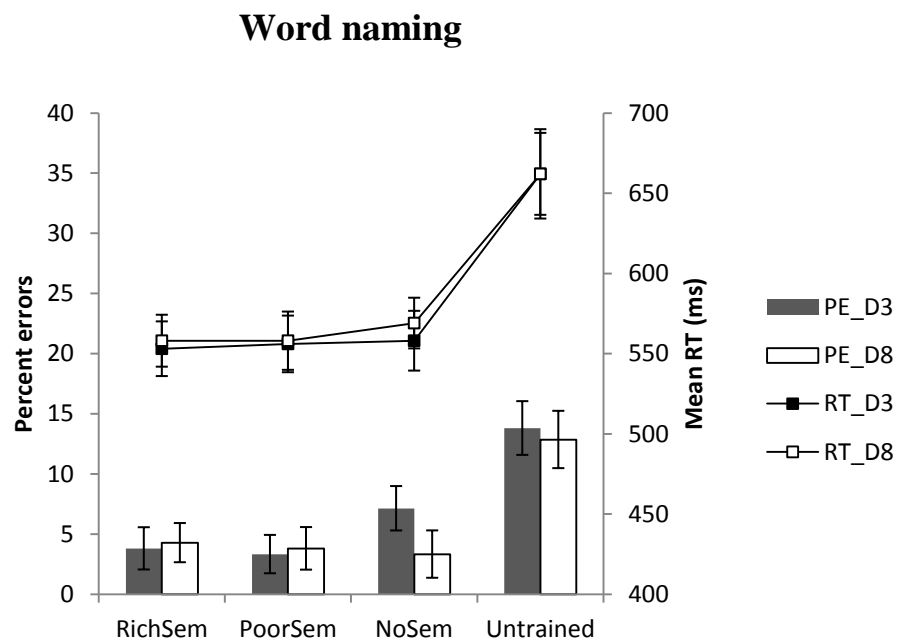 Word naming
40
35
30
25
20
15
10
5
0
Percent errors
700
650
600
550
500
450
400
Mean RT (ms)
RichSem PoorSem NoSem Untrained
PE_D3
PE_D8
RT_D3
RT_D8